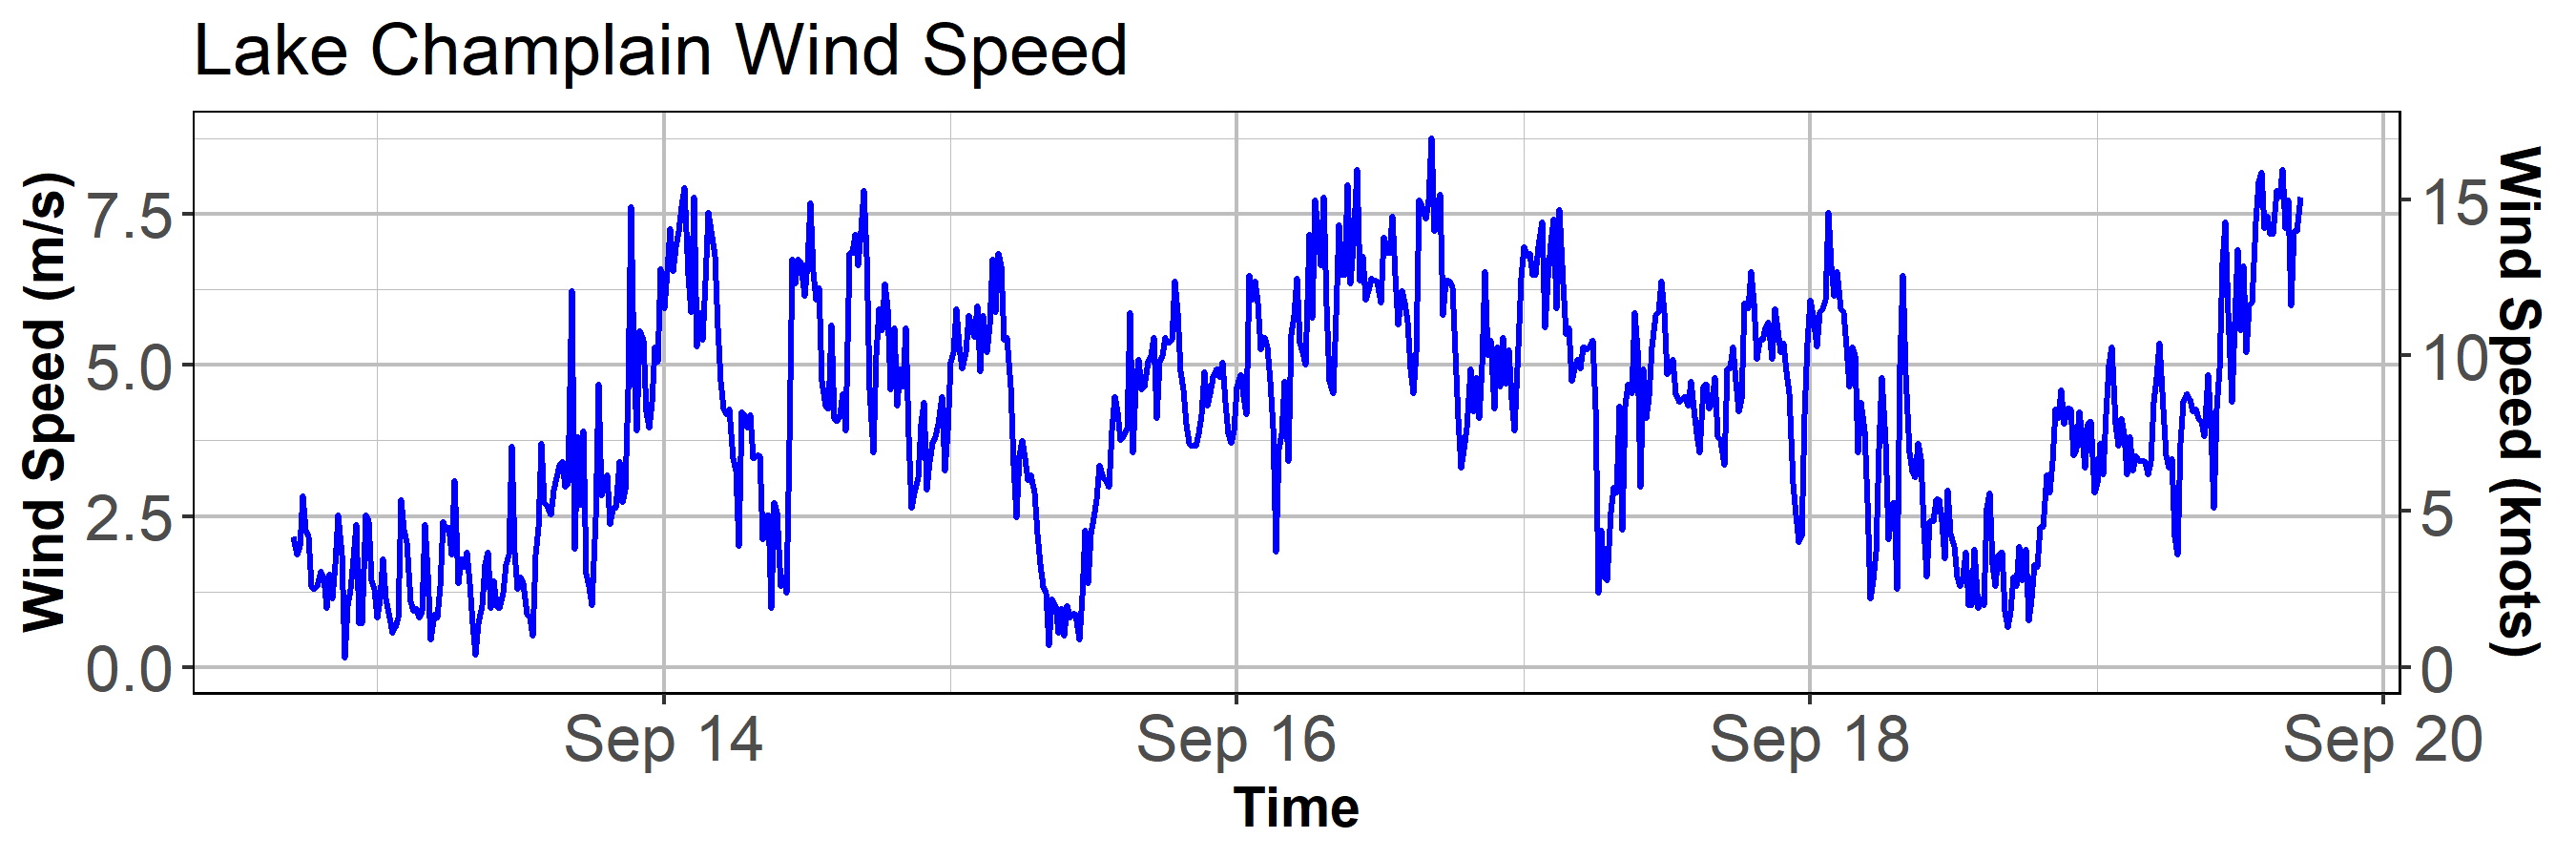 Lake Champlain Wind Speed
Wind Speed (m/s)
7.5
5.0
2.5
0.0
15
10
5
0
Wind Speed (knots)
Sep 14
Sep 16
Sep 18
Sep 20
Time